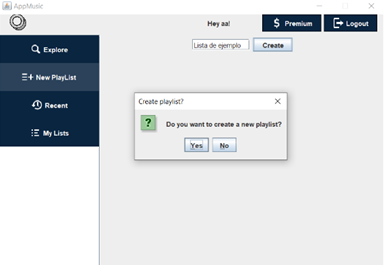 AppMusic
Hey aa!
$ Premium
Logout
Explore
Lista de ejemplo
Create
New PlayList
Create playlist?
Recent
? Do you want to create a new playlist?
My Lists
Yes
No